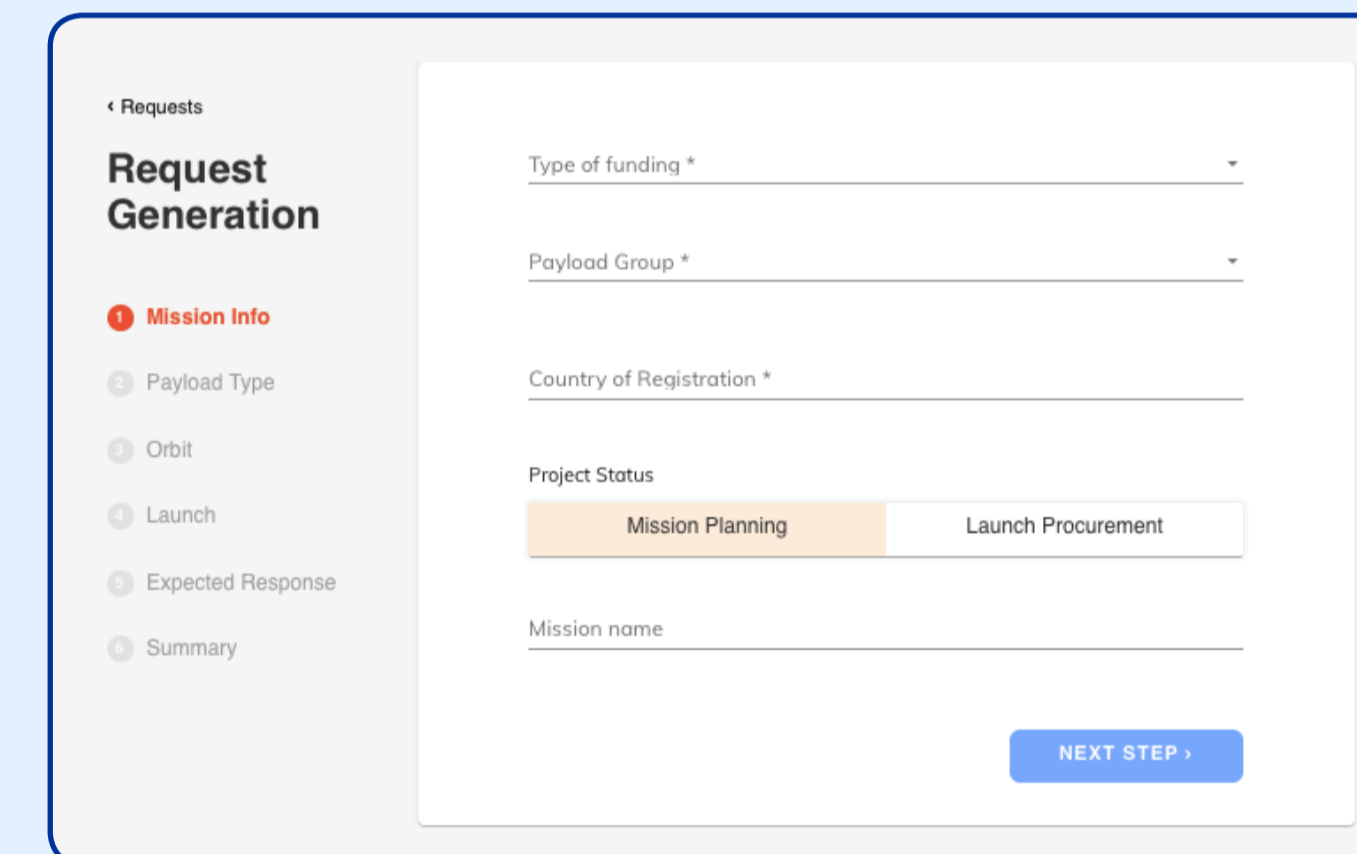 ‹ Requests
Request
Generation
1 Mission Info
2 Payload Type
3 Orbit
4 Launch
5 Expected Response
6 Summary
Type of funding *
Payload Group *
Country of Registration *
Project Status
Mission Planning
Launch Procurement
Mission name
NEXT STEP ›